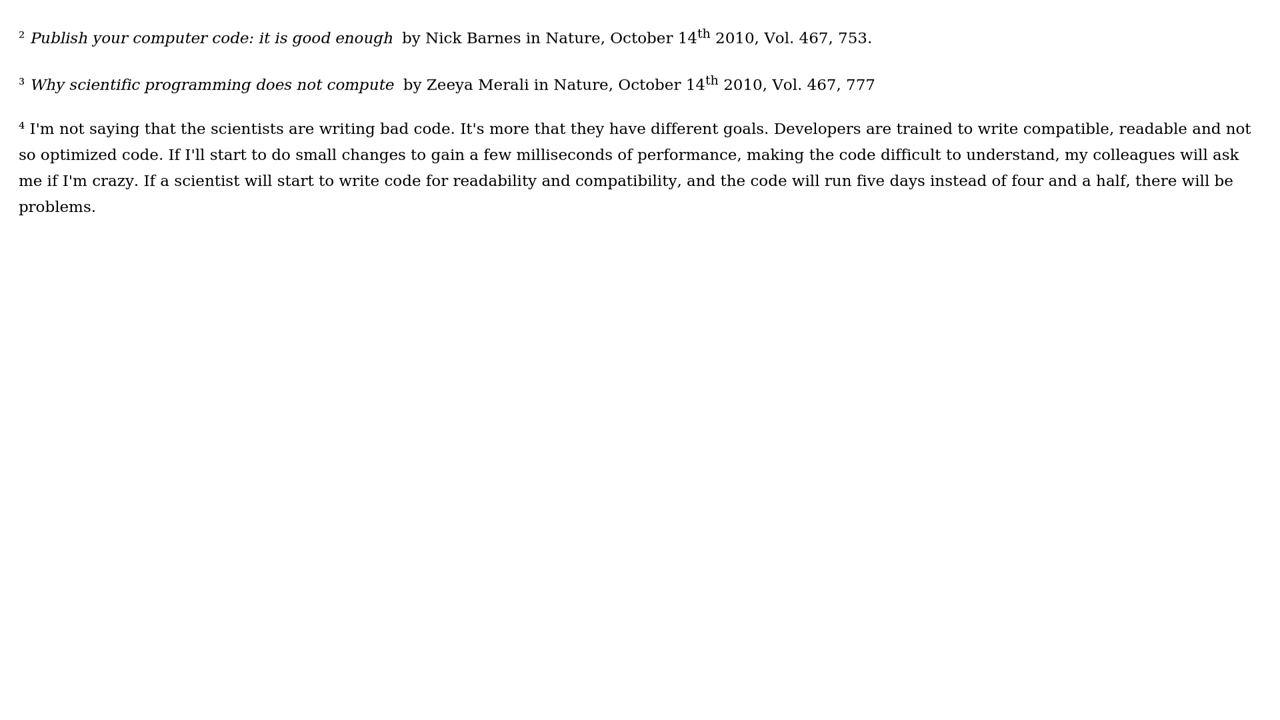 ² Publish your computer code: it is good enough by Nick Barnes in Nature, October 14th 2010, Vol. 467, 753.
³ Why scientific programming does not compute by Zeeya Merali in Nature, October 14th 2010, Vol. 467, 777
⁴ I'm not saying that the scientists are writing bad code. It's more that they have different goals. Developers are trained to write compatible, readable and not
so optimized code. If I'll start to do small changes to gain a few milliseconds of performance, making the code difficult to understand, my colleagues will ask
me if I'm crazy. If a scientist will start to write code for readability and compatibility, and the code will run five days instead of four and a half, there will be
problems.